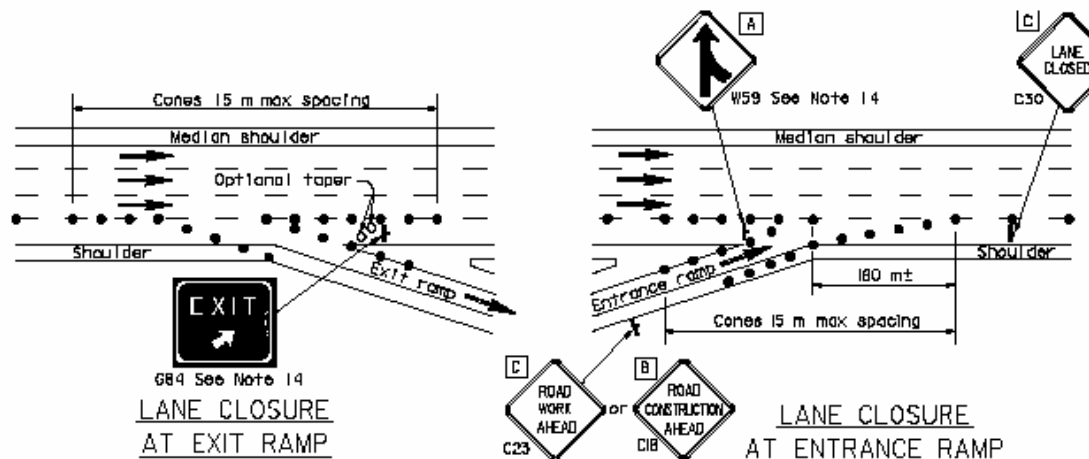 Cones 15 m max spacing
Median shoulder
Optional taper
Shoulder
Exit ramp
EXIT
G84 See Note 14
LANE CLOSURE
AT EXIT RAMP
A
W59 See Note 14
C
LANE
CLOSED
C30
Median shoulder
Entrance ramp
Shoulder
180 m±
Cones 15 m max spacing
C
ROAD
WORK
AHEAD
C23
or
B
ROAD
CONSTRUCTION
AHEAD
C18
LANE CLOSURE
AT ENTRANCE RAMP